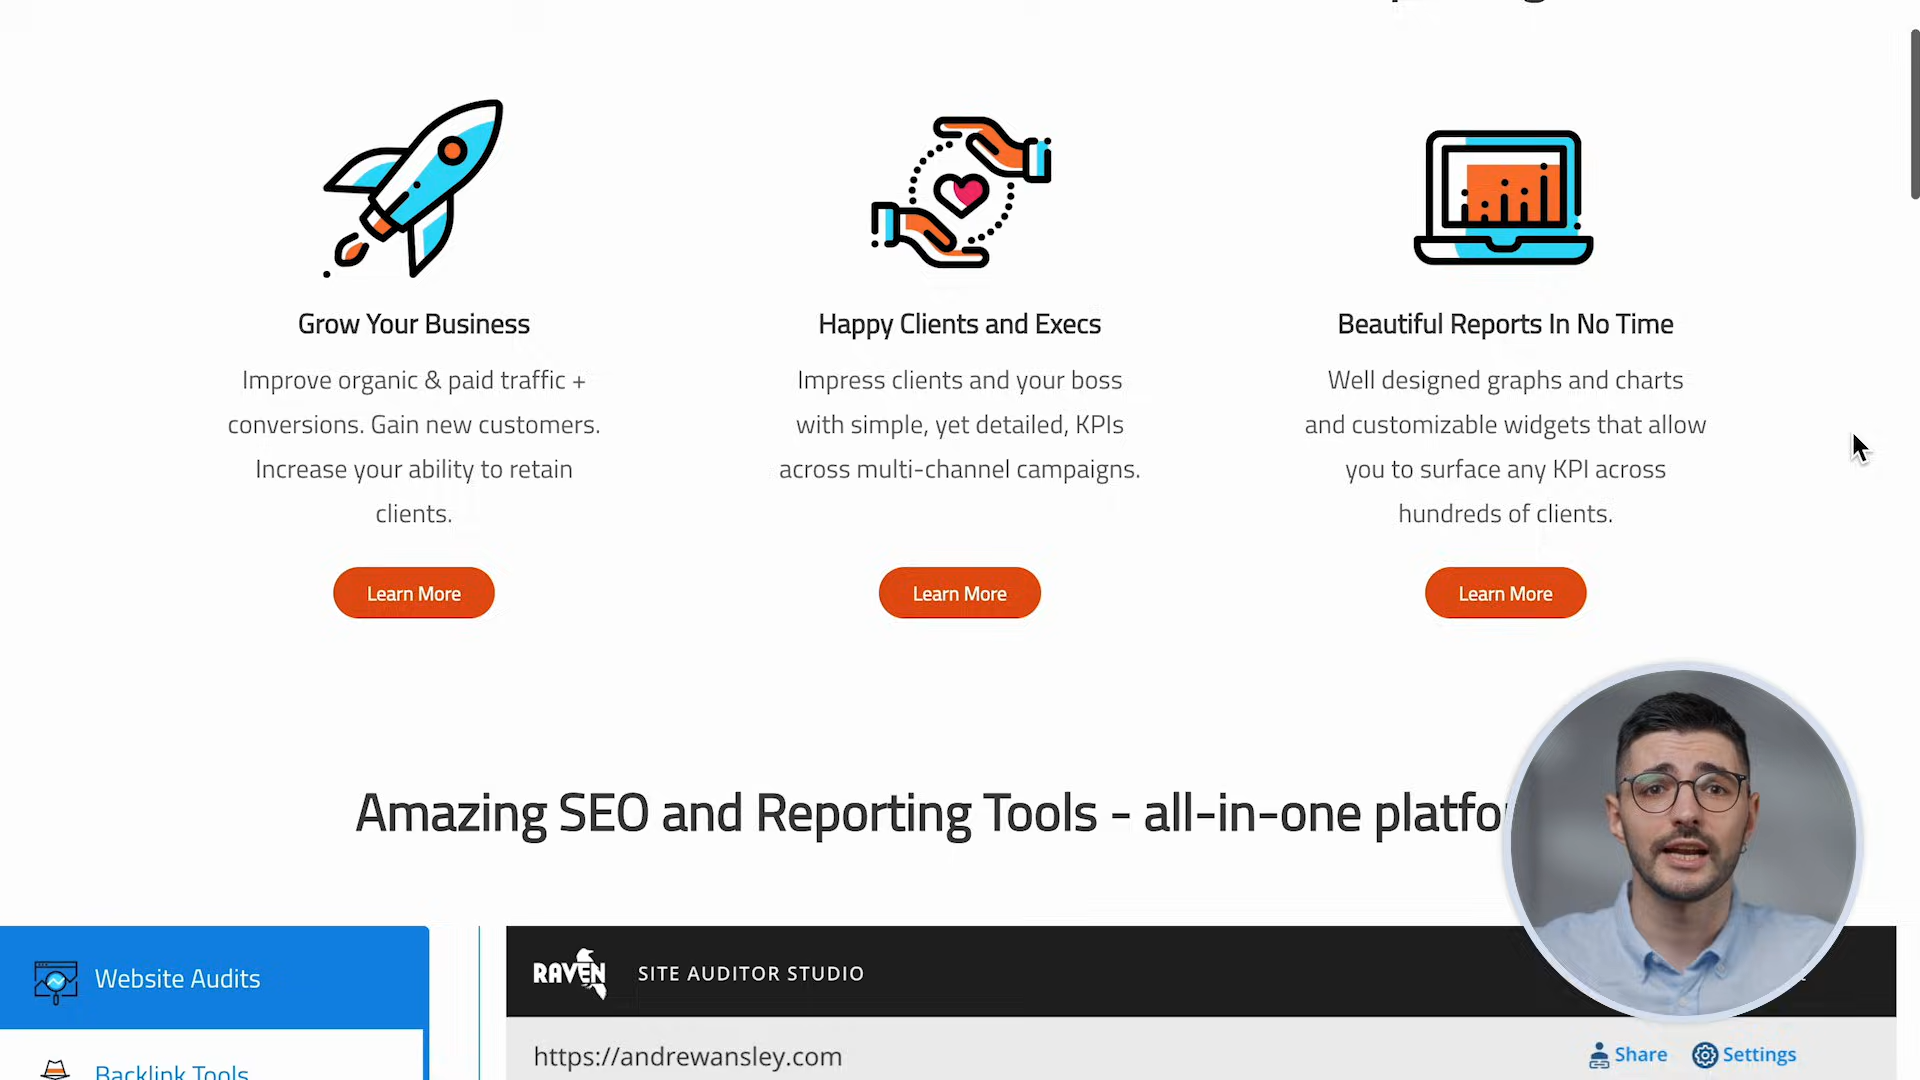 Grow Your Business
Improve organic & paid traffic +
conversions. Gain new customers.
Increase your ability to retain
clients.
Learn More
Happy Clients and Execs
Impress clients and your boss
with simple, yet detailed, KPIs
across multi-channel campaigns.
Learn More
Beautiful Reports In No Time
Well designed graphs and charts
and customizable widgets that allow
you to surface any KPI across
hundreds of clients.
Learn More
Amazing SEO and Reporting Tools - all-in-one platfo
Website Audits
Backlink Tools
RAVEN SITE AUDITOR STUDIO
https://andrewansley.com
Share
Settings